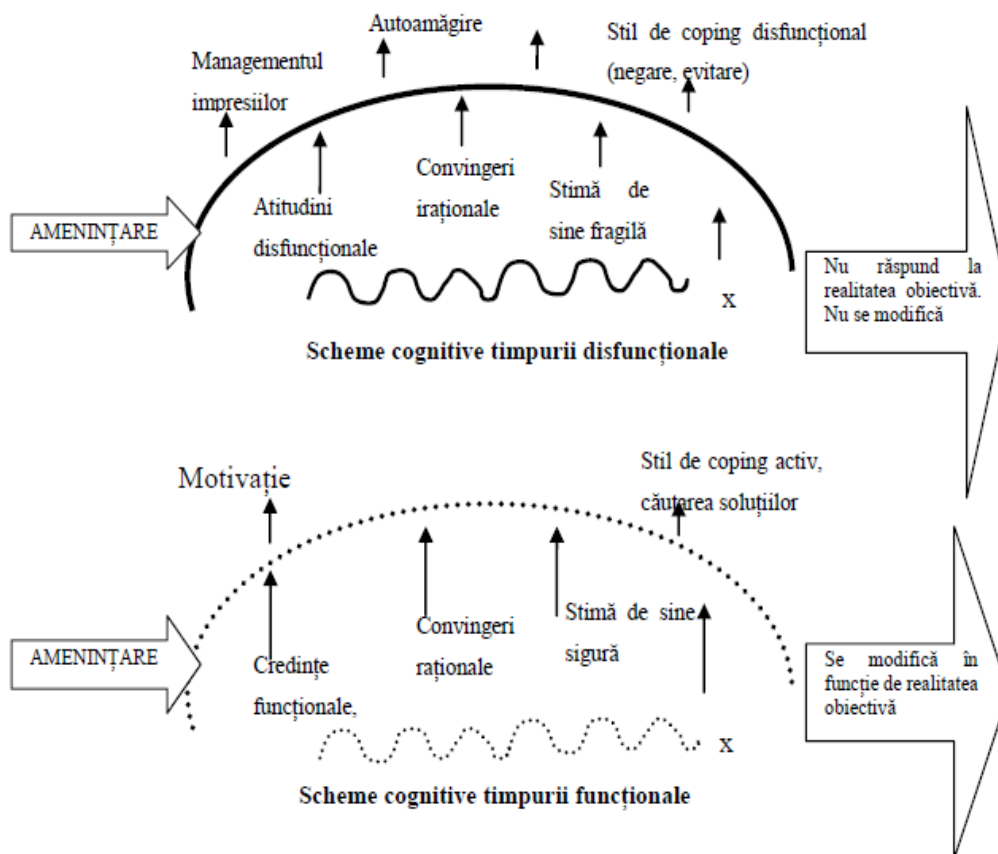 Autoamăgire
Stil de coping disfuncțional
(negare, evitare)
Managementul
impresiilor
Convingeri
iraționale
Stimă de
sine fragilă
Atitudini
disfuncționale
AMENINȚARE
x
Nu răspund la
realitatea obiectivă.
Nu se modifică
Scheme cognitive timpurii disfuncționale
Stil de coping activ,
căutarea soluțiilor
Motivație
Stimă de sine
sigură
Convingeri
raționale
AMENINȚARE
Credințe
funcționale,
x
Se modifică în
funcție de realitatea
obiectivă
Scheme cognitive timpurii funcționale